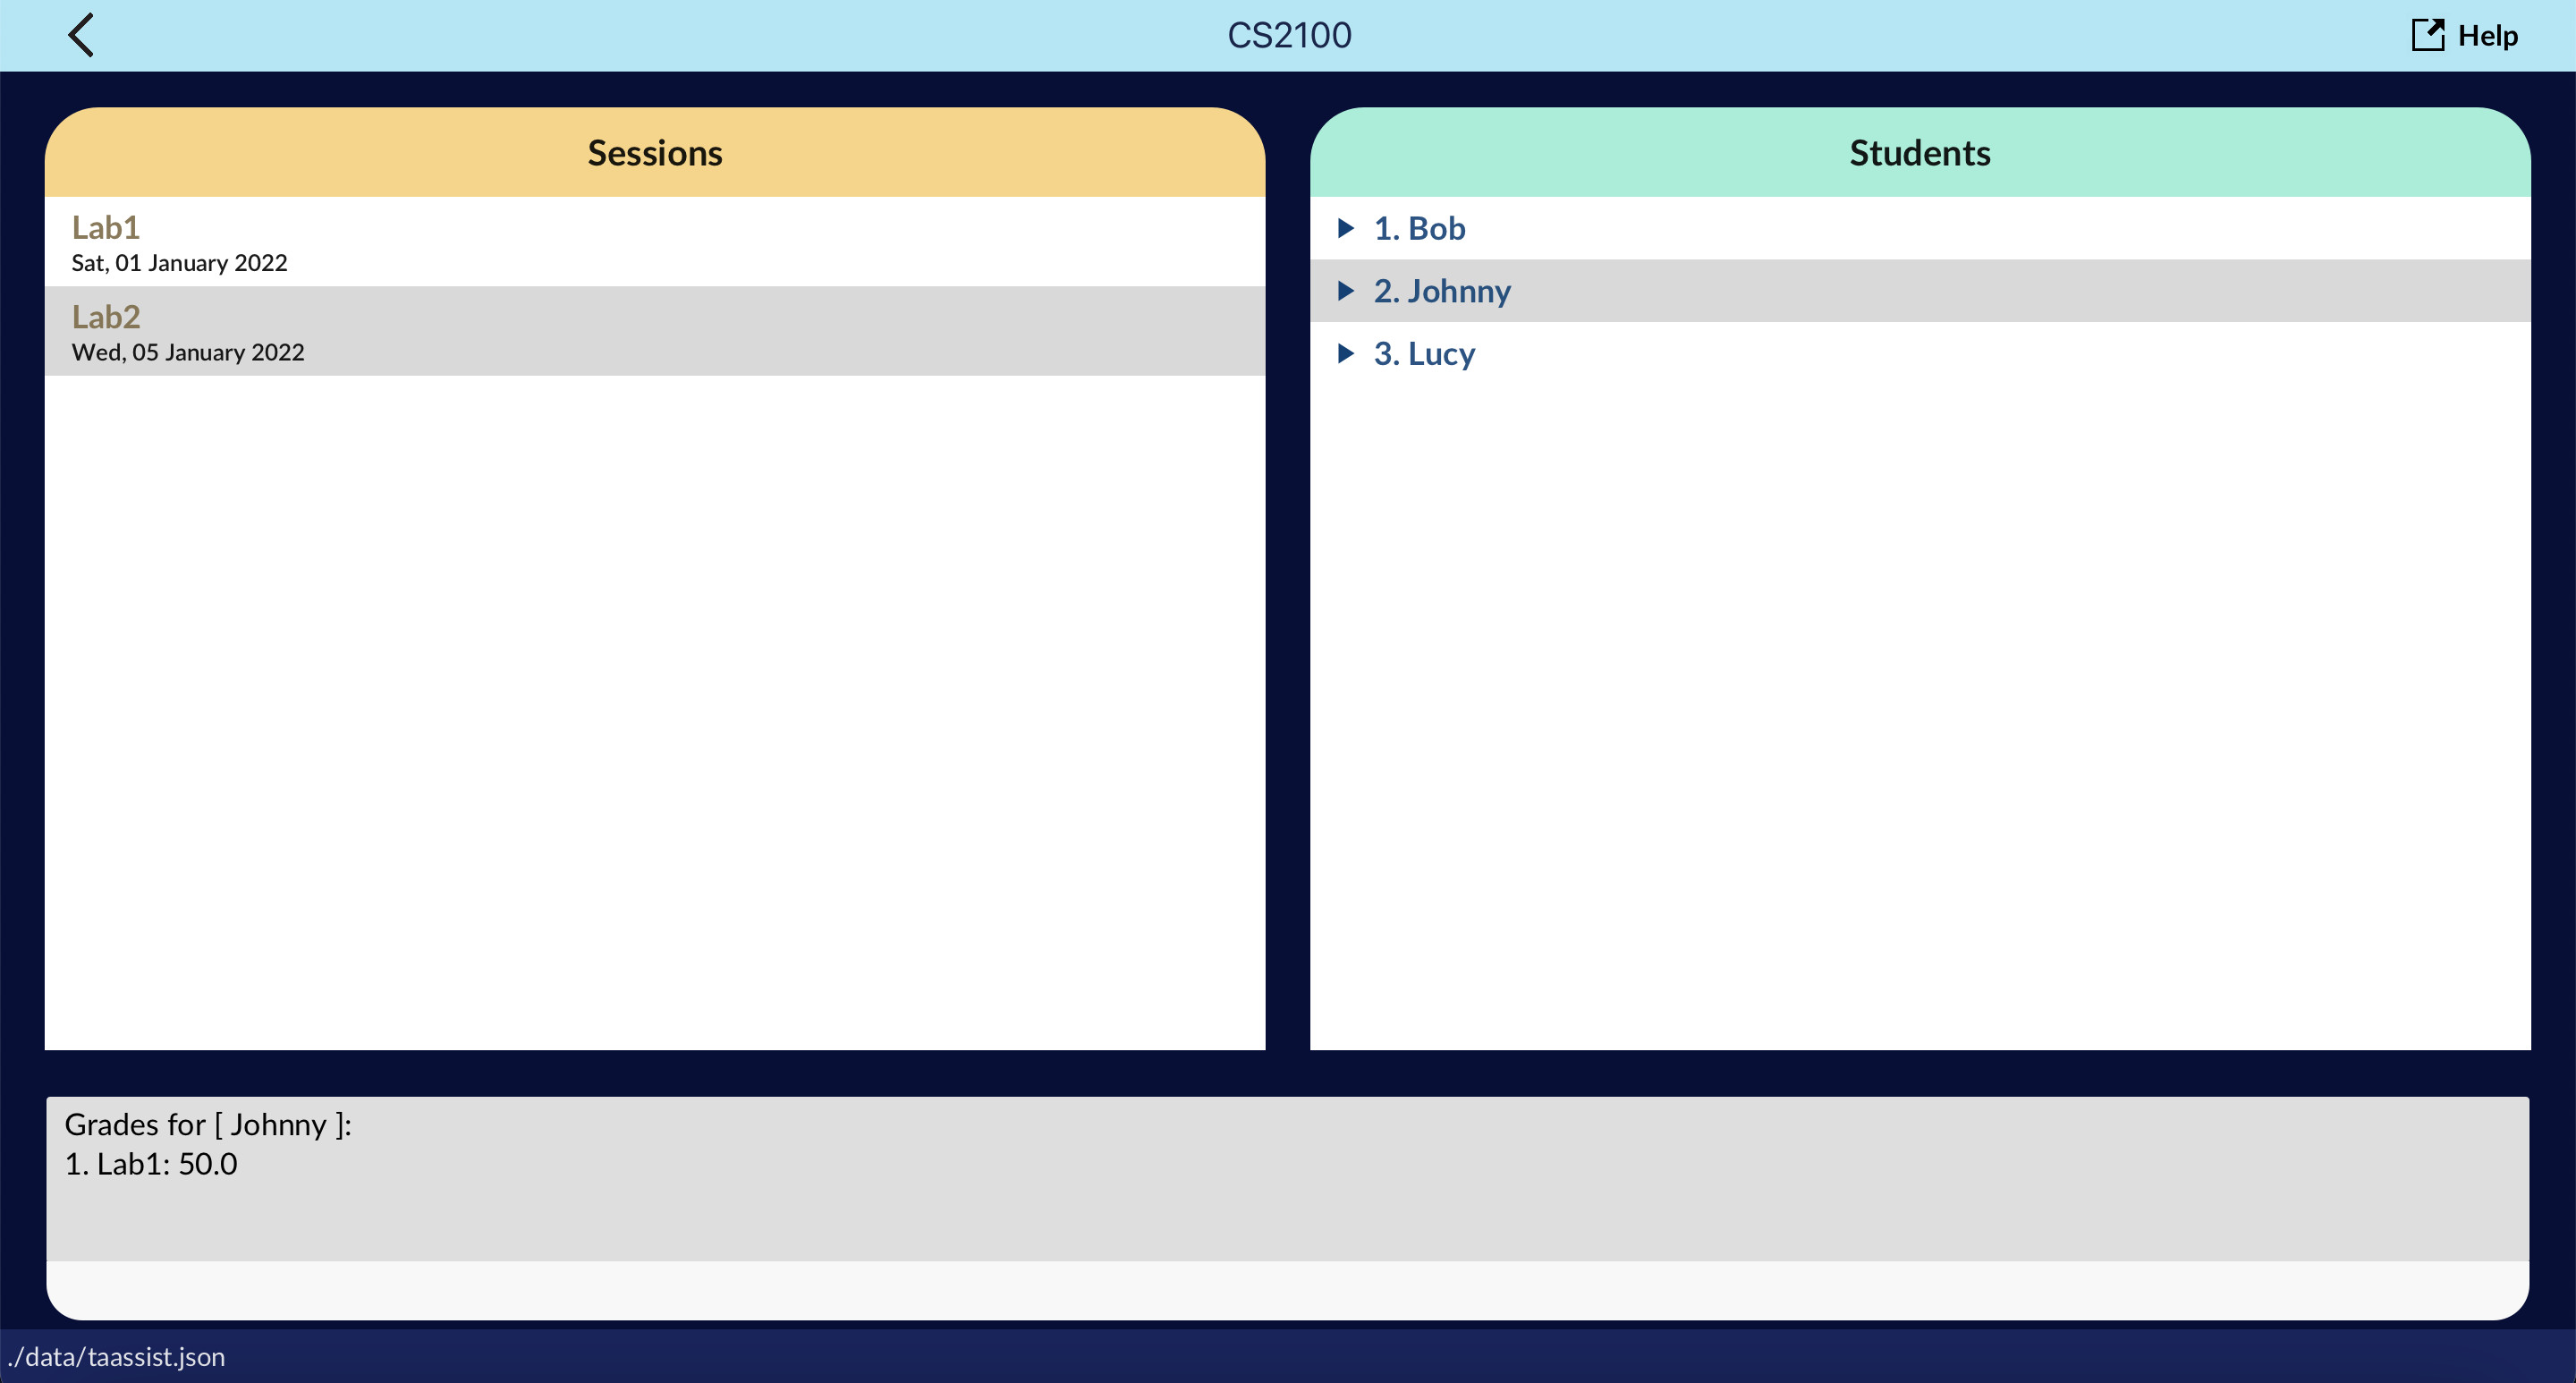 CS2100
Help
Sessions
Lab1
Sat, 01 January 2022
Lab2
Wed, 05 January 2022
Students
1. Bob
2. Johnny
3. Lucy
Grades for [ Johnny ]:
1. Lab1: 50.0
./data/taassist.json